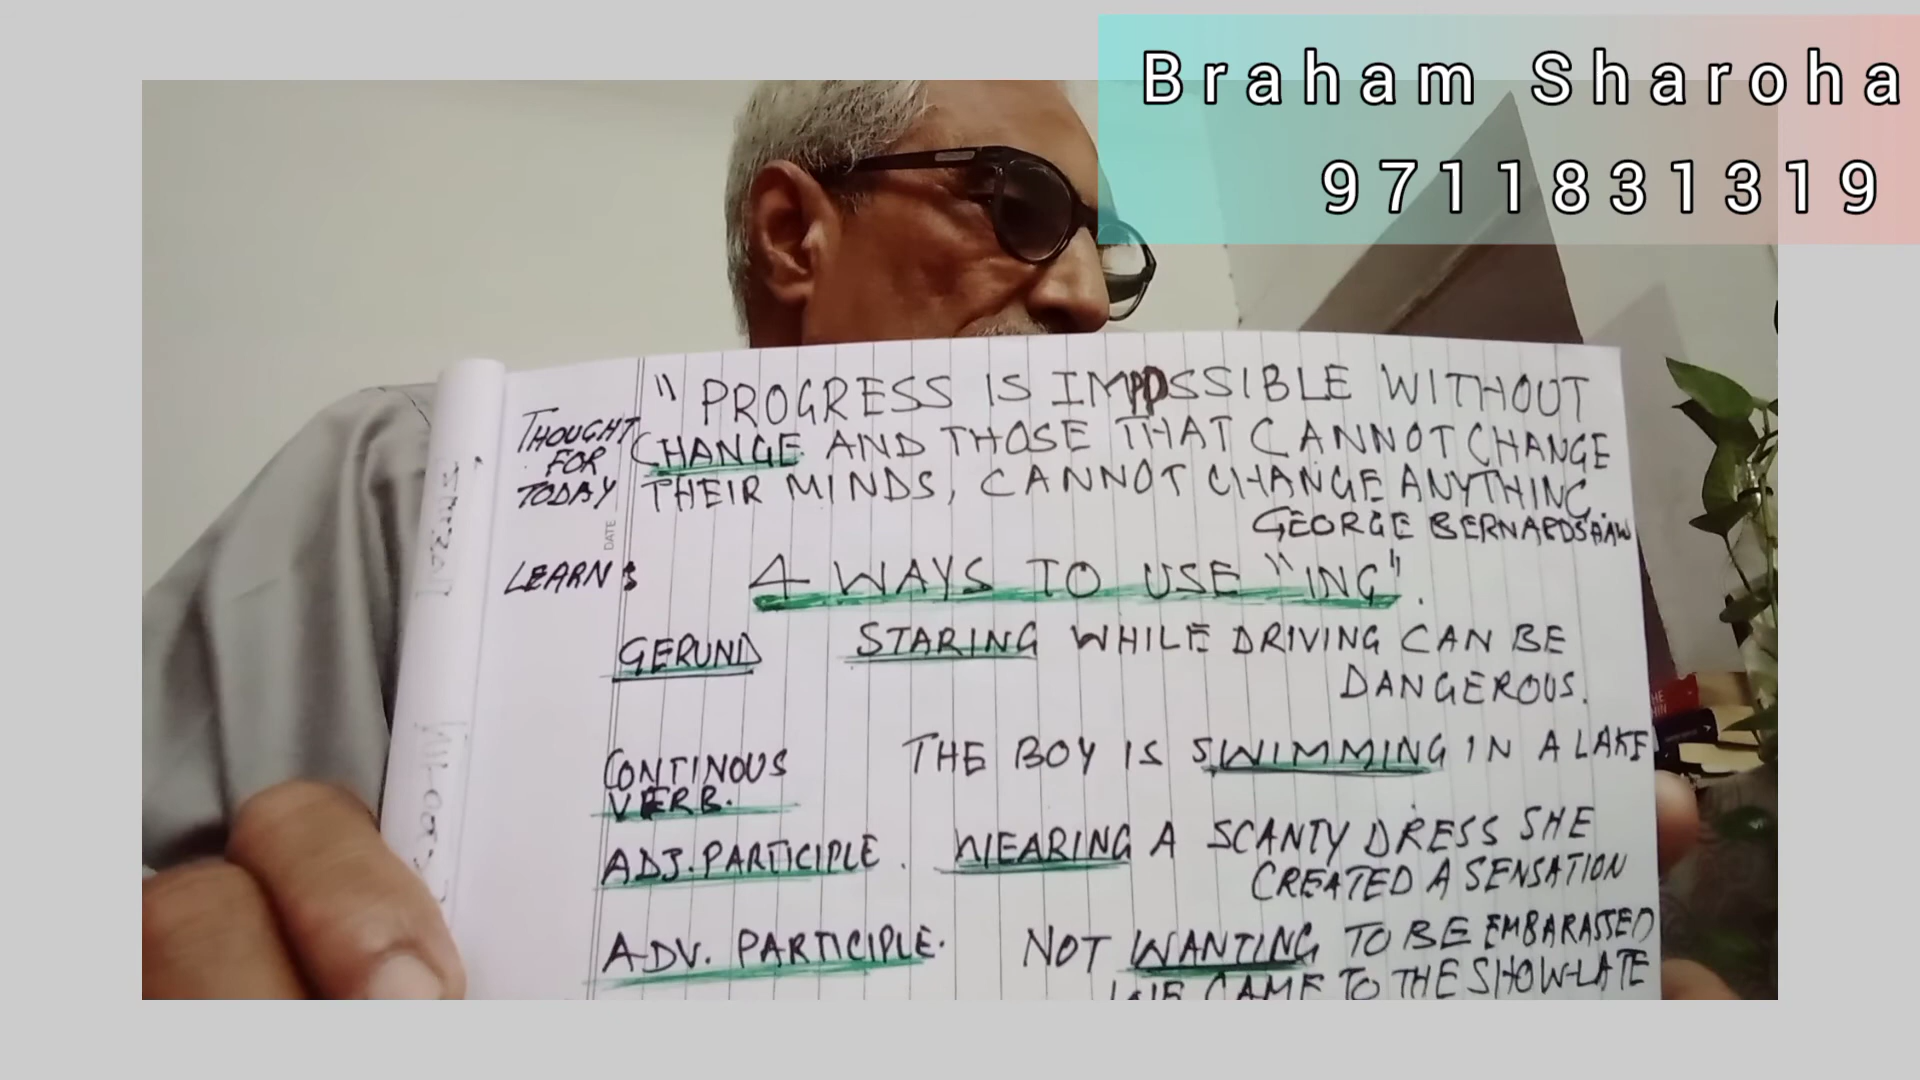 Braham Sharoha
9711831319
"PROGRESS IS IMPOSSIBLE WITHOUT
THOUGHT FOR TODAY
CHANGE AND THOSE THAT CANNOT CHANGE
THEIR MINDS, CANNOT CHANGE ANYTHING.
GEORGE BERNARDSHAW
DATE
LEARN :
4 WAYS TO USE "ING".
GERUND STARING WHILE DRIVING CAN BE
DANGEROUS.
CONTINOUS THE BOY IS SWIMMING IN A LAKE
VERB.
ADJ. PARTICIPLE. WEARING A SCANTY DRESS SHE
CREATED A SENSATION
ADV. PARTICIPLE. NOT WANTING TO BE EMBARASSED
WE CAME TO THE SHOW LATE